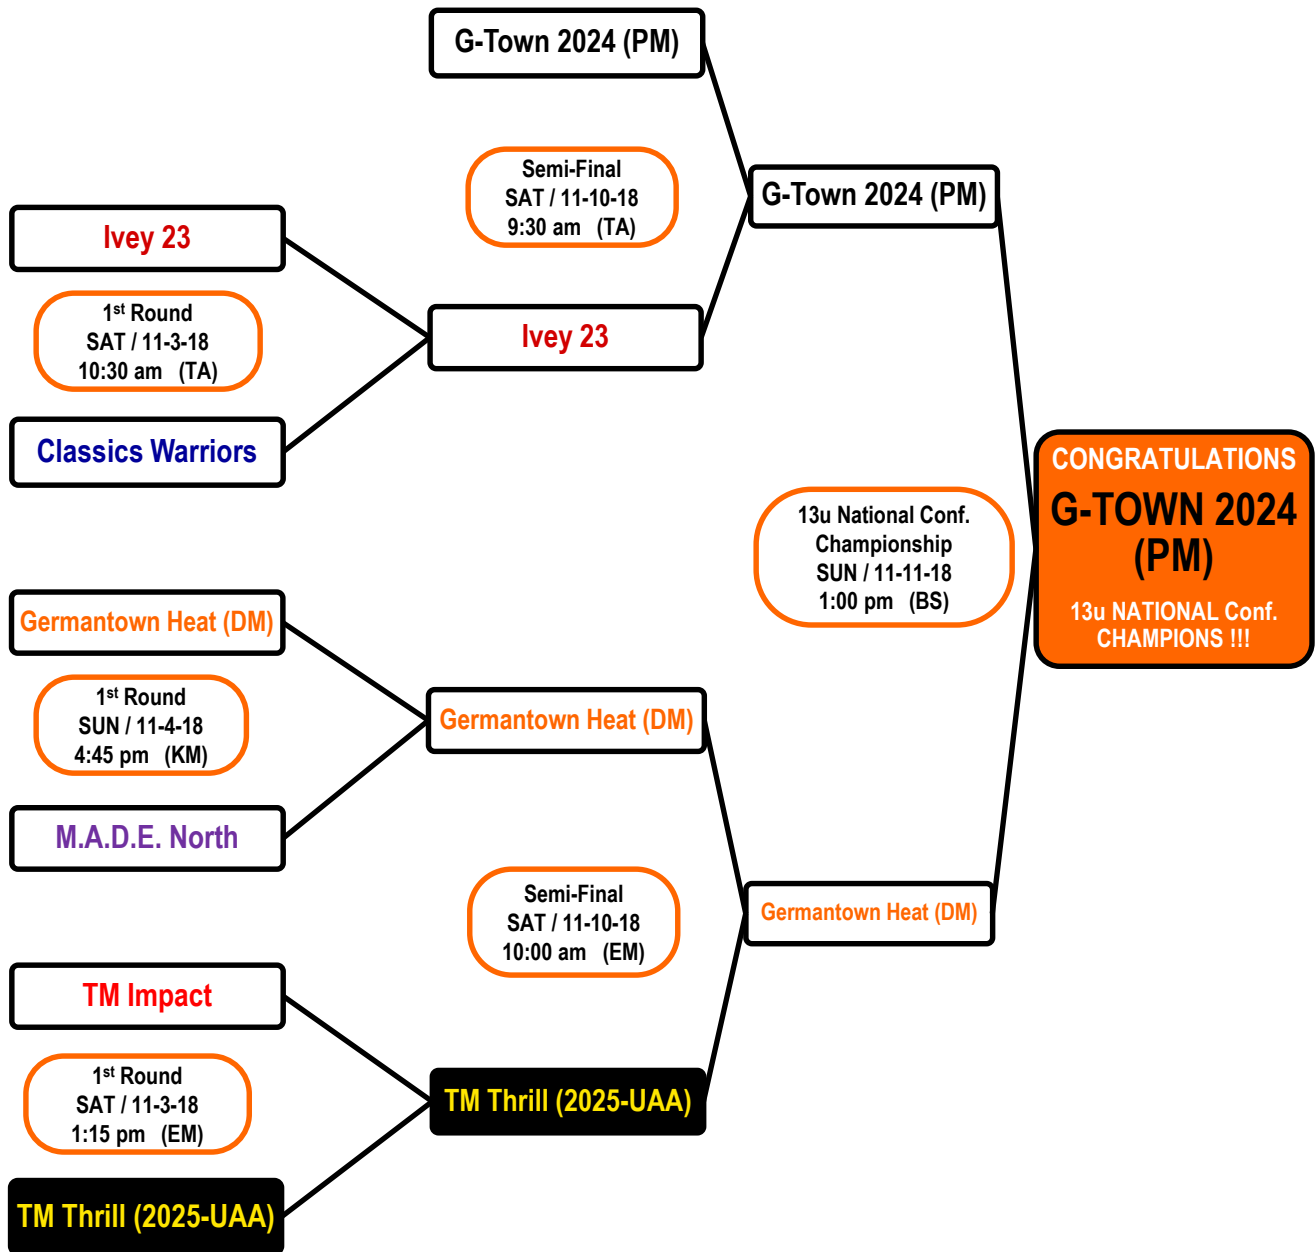 G-Town 2024 (PM)
Semi-Final
SAT / 11-10-18
9:30 am (TA)
G-Town 2024 (PM)
Ivey 23
1st Round
SAT / 11-3-18
10:30 am (TA)
Ivey 23
Classics Warriors
CONGRATULATIONS
G-TOWN 2024
(PM)
13u NATIONAL Conf.
CHAMPIONS !!!
13u National Conf.
Championship
SUN / 11-11-18
1:00 pm (BS)
Germantown Heat (DM)
1st Round
SUN / 11-4-18
4:45 pm (KM)
Germantown Heat (DM)
M.A.D.E. North
Semi-Final
SAT / 11-10-18
10:00 am (EM)
Germantown Heat (DM)
TM Impact
1st Round
SAT / 11-3-18
1:15 pm (EM)
TM Thrill (2025-UAA)
TM Thrill (2025-UAA)